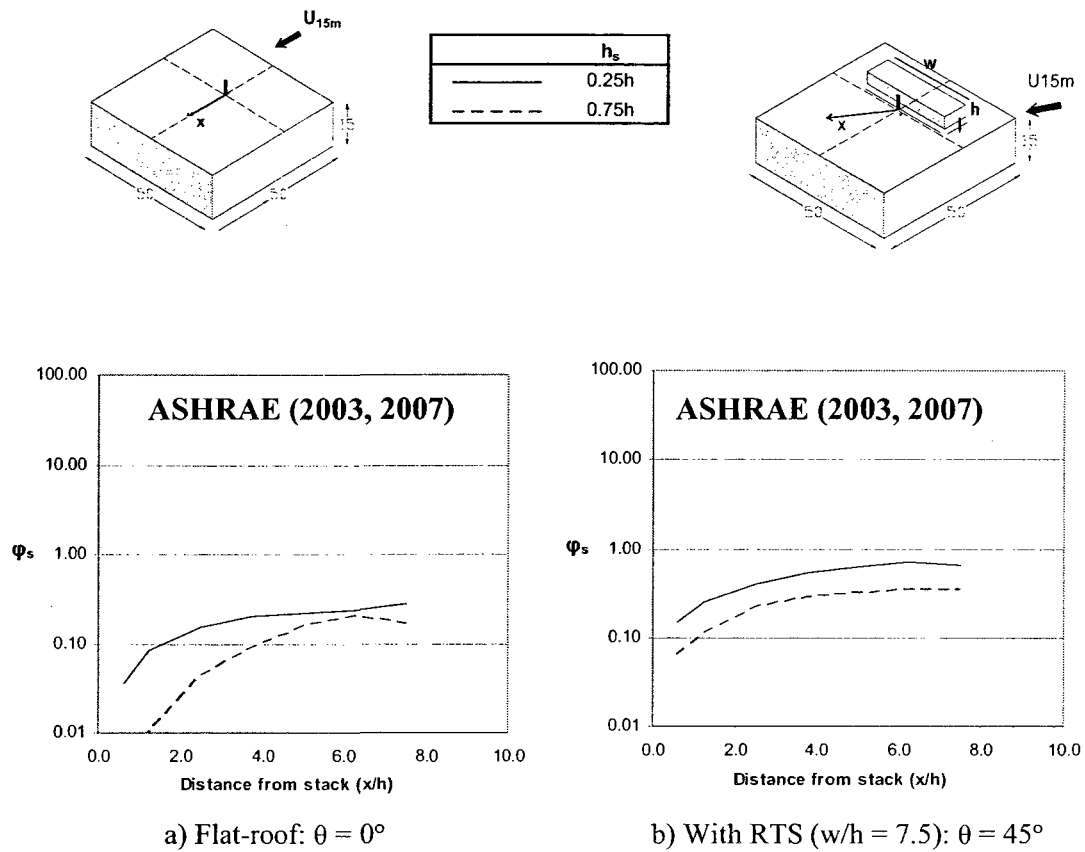 U15m
x
15
50
50
hs
0.25h
0.75h
w
U15m
h
x
15
50
50
100.00
ASHRAE (2003, 2007)
10.00
φs
1.00
0.10
0.01
0.0 2.0 4.0 6.0 8.0 10.0
Distance from stack (x/h)
a) Flat-roof: θ = 0°
100.00
ASHRAE (2003, 2007)
10.00
φs
1.00
0.10
0.01
0.0 2.0 4.0 6.0 8.0 10.0
Distance from stack (x/h)
b) With RTS (w/h = 7.5): θ = 45°